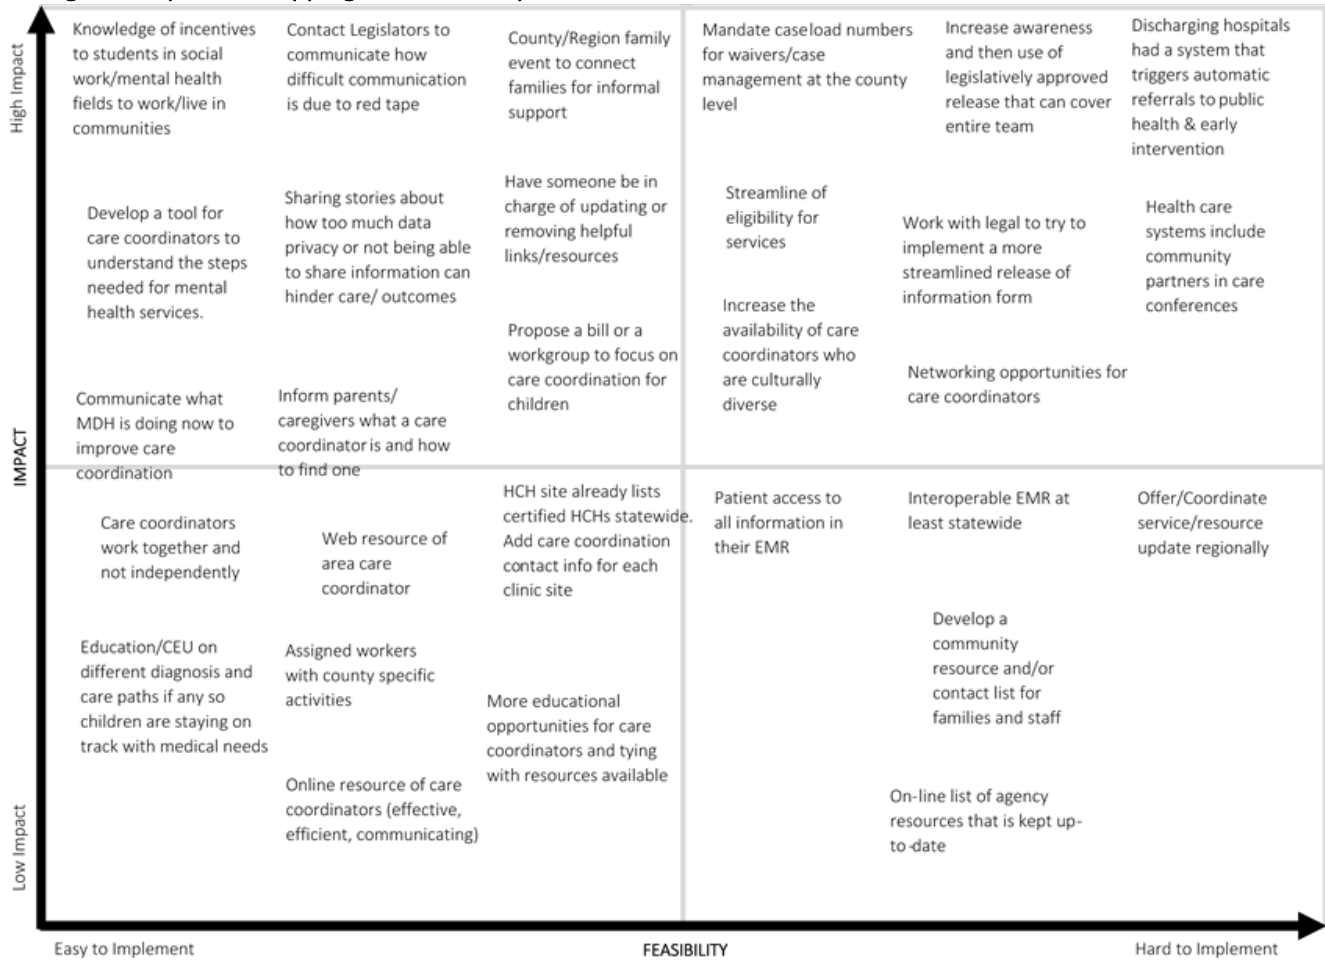 High Impact
Knowledge of incentives
to students in social
work/mental health
fields to work/live in
communities
Contact Legislators to
communicate how
difficult communication
is due to red tape
County/Region family
event to connect
families for informal
support
Mandate caseload numbers
for waivers/case
management at the county
level
Increase awareness
and then use of
legislatively approved
release that can cover
entire team
Discharging hospitals
had a system that
triggers automatic
referrals to public
health & early
intervention
Develop a tool for
care coordinators to
understand the steps
needed for mental
health services.
Sharing stories about
how too much data
privacy or not being able
to share information can
hinder care/ outcomes
Have someone be in
charge of updating or
removing helpful
links/resources
Streamline of
eligibility for
services
Work with legal to try to
implement a more
streamlined release of
information form
Health care
systems include
community
partners in care
conferences
Propose a bill or a
workgroup to focus on
care coordination for
children
Increase the
availability of care
coordinators who
are culturally
diverse
Networking opportunities for
care coordinators
Communicate what
MDH is doing now to
improve care
coordination
Inform parents/
caregivers what a care
coordinator is and how
to find one
IMPACT
Care coordinators
work together and
not independently
Web resource of
area care
coordinator
HCH site already lists
certified HCHs statewide.
Add care coordination
contact info for each
clinic site
Patient access to
all information in
their EMR
Interoperable EMR at
least statewide
Offer/Coordinate
service/resource
update regionally
Education/CEU on
different diagnosis and
care paths if any so
children are staying on
track with medical needs
Assigned workers
with county specific
activities
More educational
opportunities for care
coordinators and tying
with resources available
Develop a
community
resource and/or
contact list for
families and staff
Online resource of care
coordinators (effective,
efficient, communicating)
On-line list of agency
resources that is kept up-
to-date
Low Impact
Easy to Implement
FEASIBILITY
Hard to Implement